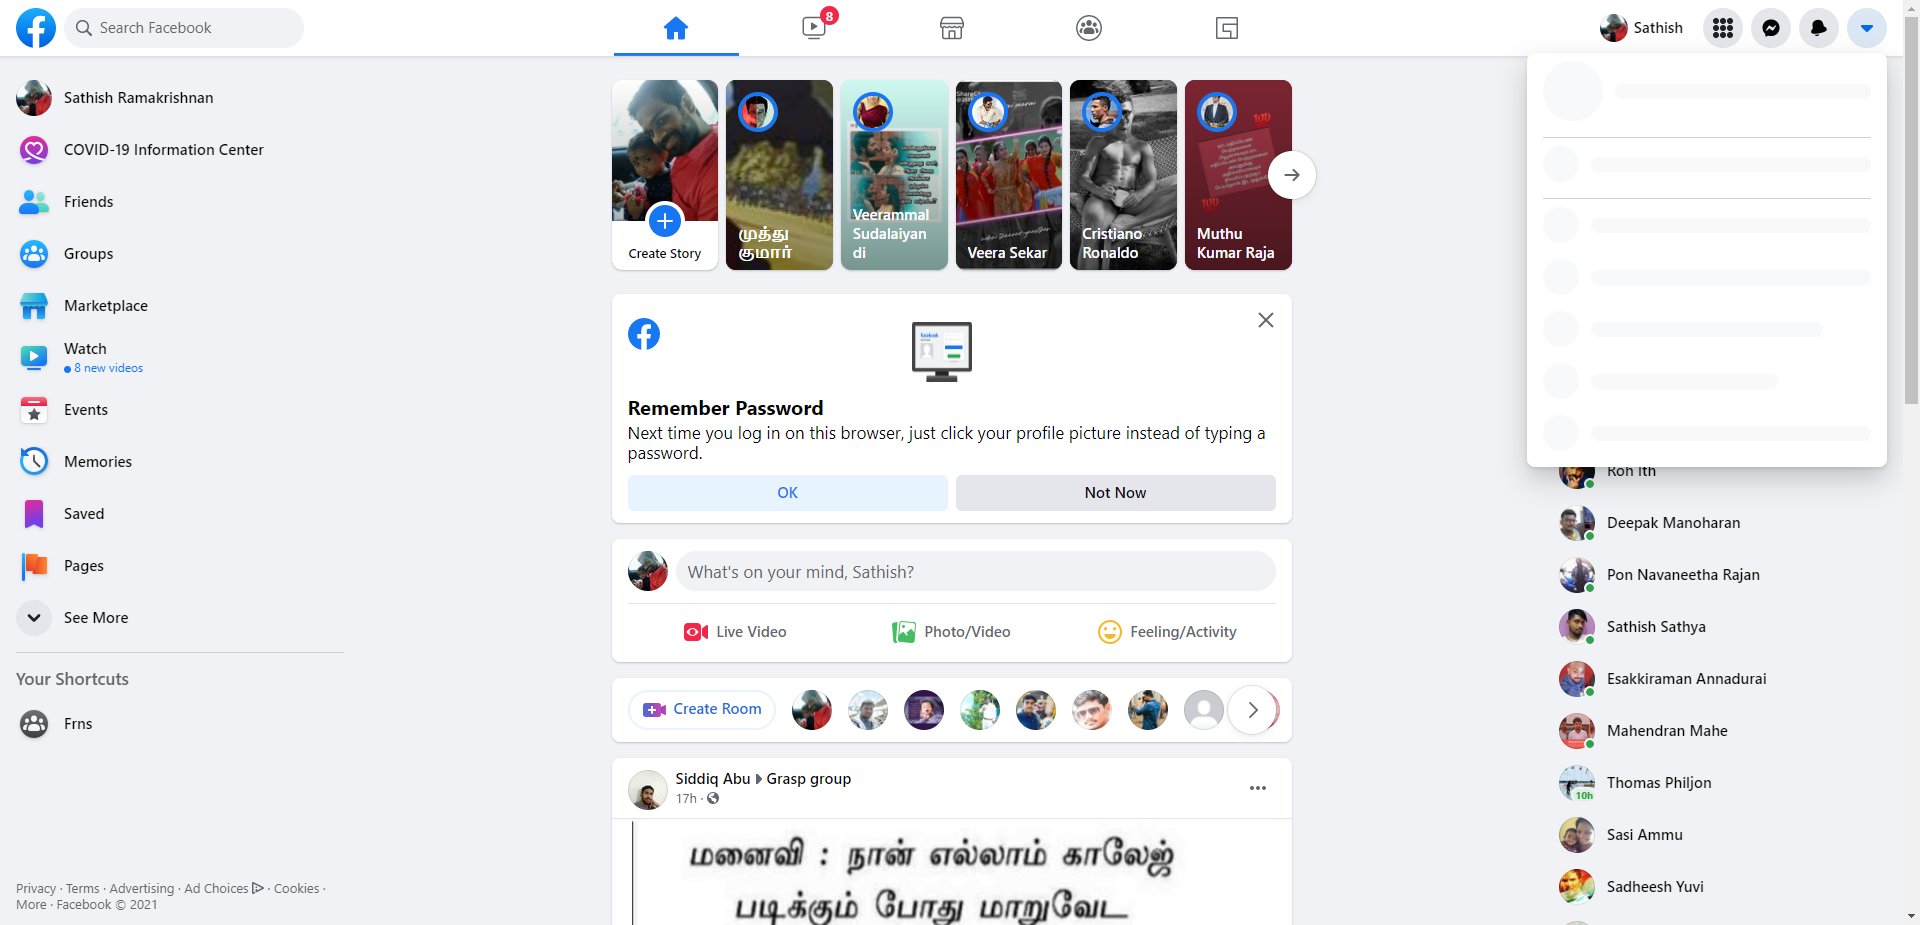 Search Facebook
8
Sathish
Sathish Ramakrishnan
COVID-19 Information Center
Friends
Groups
Marketplace
Watch
8 new videos
Events
Memories
Saved
Pages
See More
Your Shortcuts
Frns
Privacy · Terms · Advertising · Ad Choices · Cookies ·
More · Facebook © 2021
Create Story
முத்து
குமார்
Veerammal
Sudalaiyan
di
Veera Sekar
Cristiano
Ronaldo
Muthu
Kumar Raja
Remember Password
Next time you log in on this browser, just click your profile picture instead of typing a
password.
OK
Not Now
What's on your mind, Sathish?
Live Video
Photo/Video
Feeling/Activity
Create Room
Siddiq Abu Grasp group
17h ·
மனைவி : நான் எல்லாம் காலேஜ்
படிக்கும் போது மாறுவேட
Roh Ith
Deepak Manoharan
Pon Navaneetha Rajan
Sathish Sathya
Esakkiraman Annadurai
Mahendran Mahe
Thomas Philjon
10h
Sasi Ammu
Sadheesh Yuvi